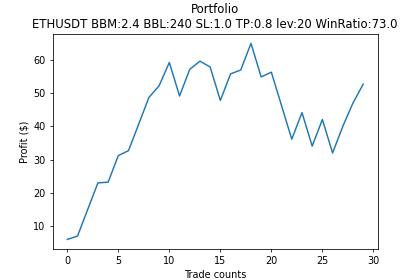 Portfolio
ETHUSDT BBM:2.4 BBL:240 SL:1.0 TP:0.8 lev:20 WinRatio:73.0
60
50
40
30
20
10
Profit ($)
0 5 10 15 20 25 30
Trade counts